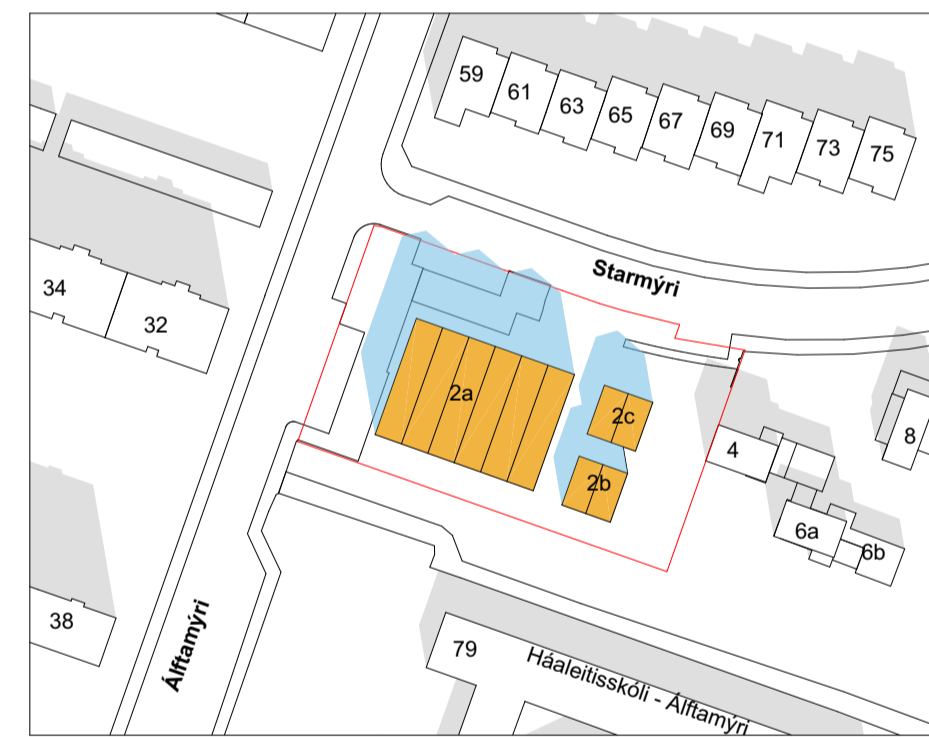 59
61
63
65
67
69
71
73
75
Starmýri
34
32
2a
2c
2b
4
8
6a
6b
38
Álftamýri
79
Háaleitisskóli - Álftamýri